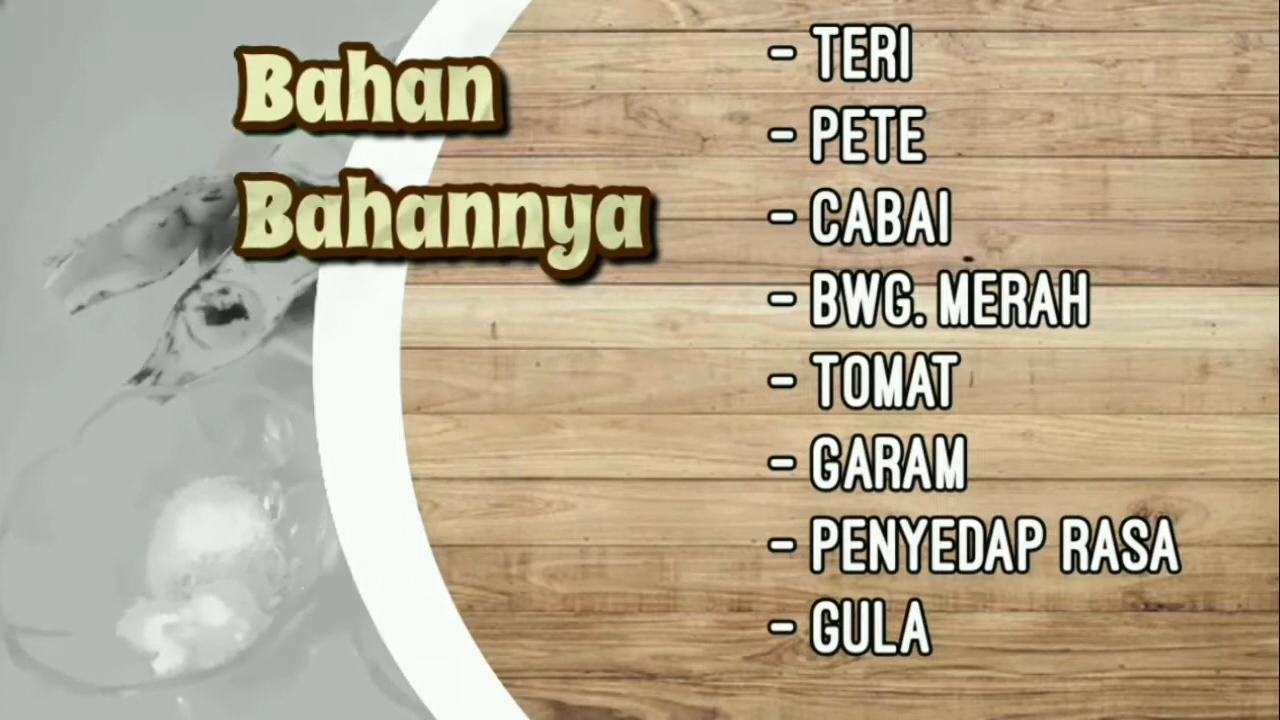 Bahan
Bahannya
- TERI
- PETE
- CABAI
- BWG. MERAH
- TOMAT
- GARAM
- PENYEDAP RASA
- GULA